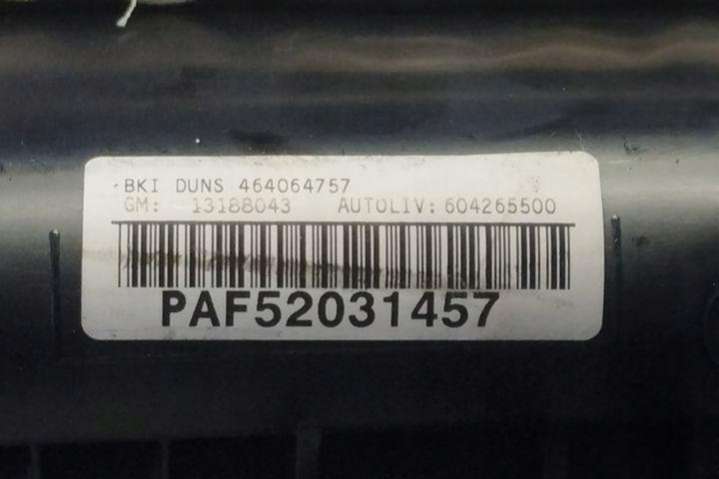 BKI DUNS 464064757
GM: 13188043 AUTOLIV: 604265500
PAF52031457